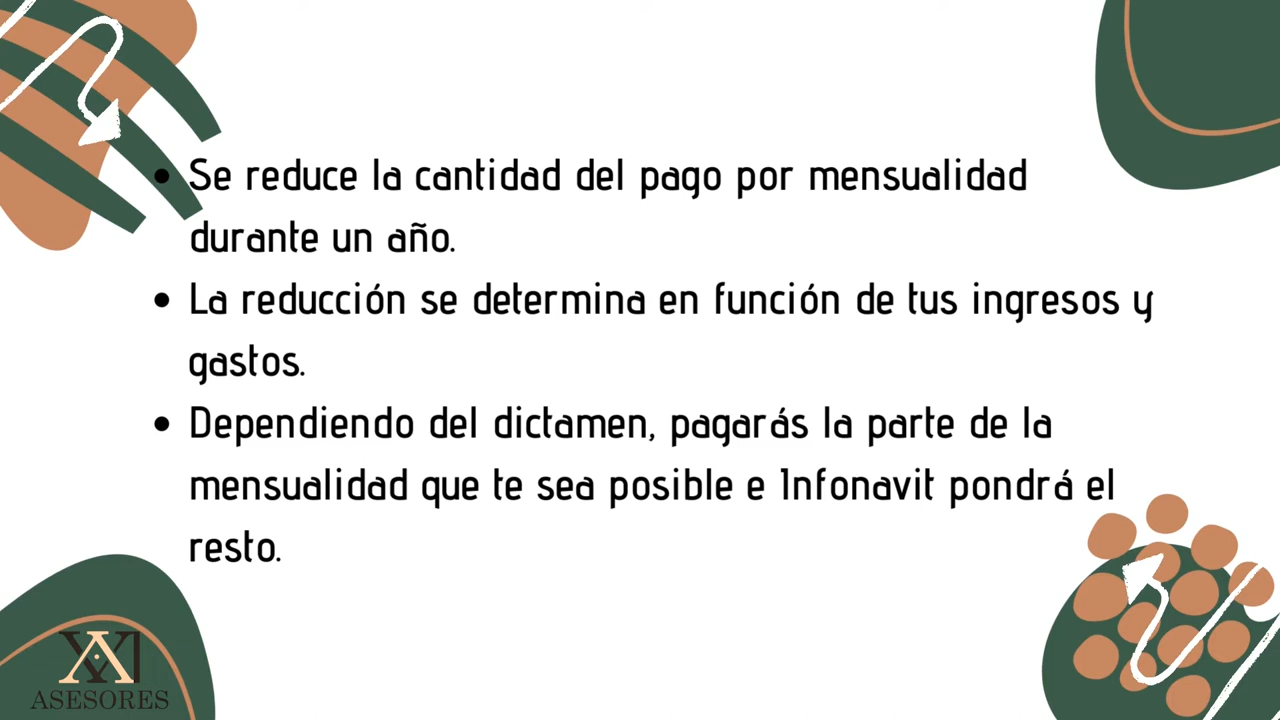 • Se reduce la cantidad del pago por mensualidad
durante un año.
• La reducción se determina en función de tus ingresos y
gastos.
• Dependiendo del dictamen, pagarás la parte de la
mensualidad que te sea posible e Infonavit pondrá el
resto.
ASESORES